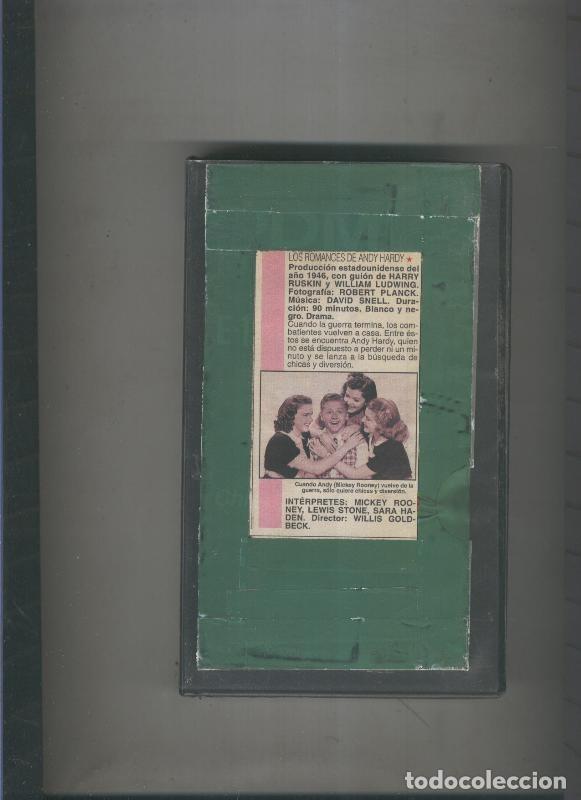 LOS ROMANCES DE ANDY HARDY ★
Producción estadounidense del
año 1946, con guión de HARRY
RUSKIN y WILLIAM LUDWING.
Fotografía: ROBERT PLANCK.
Música: DAVID SNELL. Dura-
ción: 90 minutos. Blanco y ne-
gro. Drama.
Cuando la guerra termina, los com-
batientes vuelven a casa. Entre és-
tos se encuentra Andy Hardy, quien
no está dispuesto a perder ni un mi-
nuto y se lanza a la búsqueda de
chicas y diversión.
Cuando Andy (Mickey Rooney) vuelve de la
guerra, sólo quiere chicas y diversión.
INTÉRPRETES: MICKEY ROO-
NEY, LEWIS STONE, SARA HA-
DEN. Director: WILLIS GOLD-
BECK.
todocoleccion